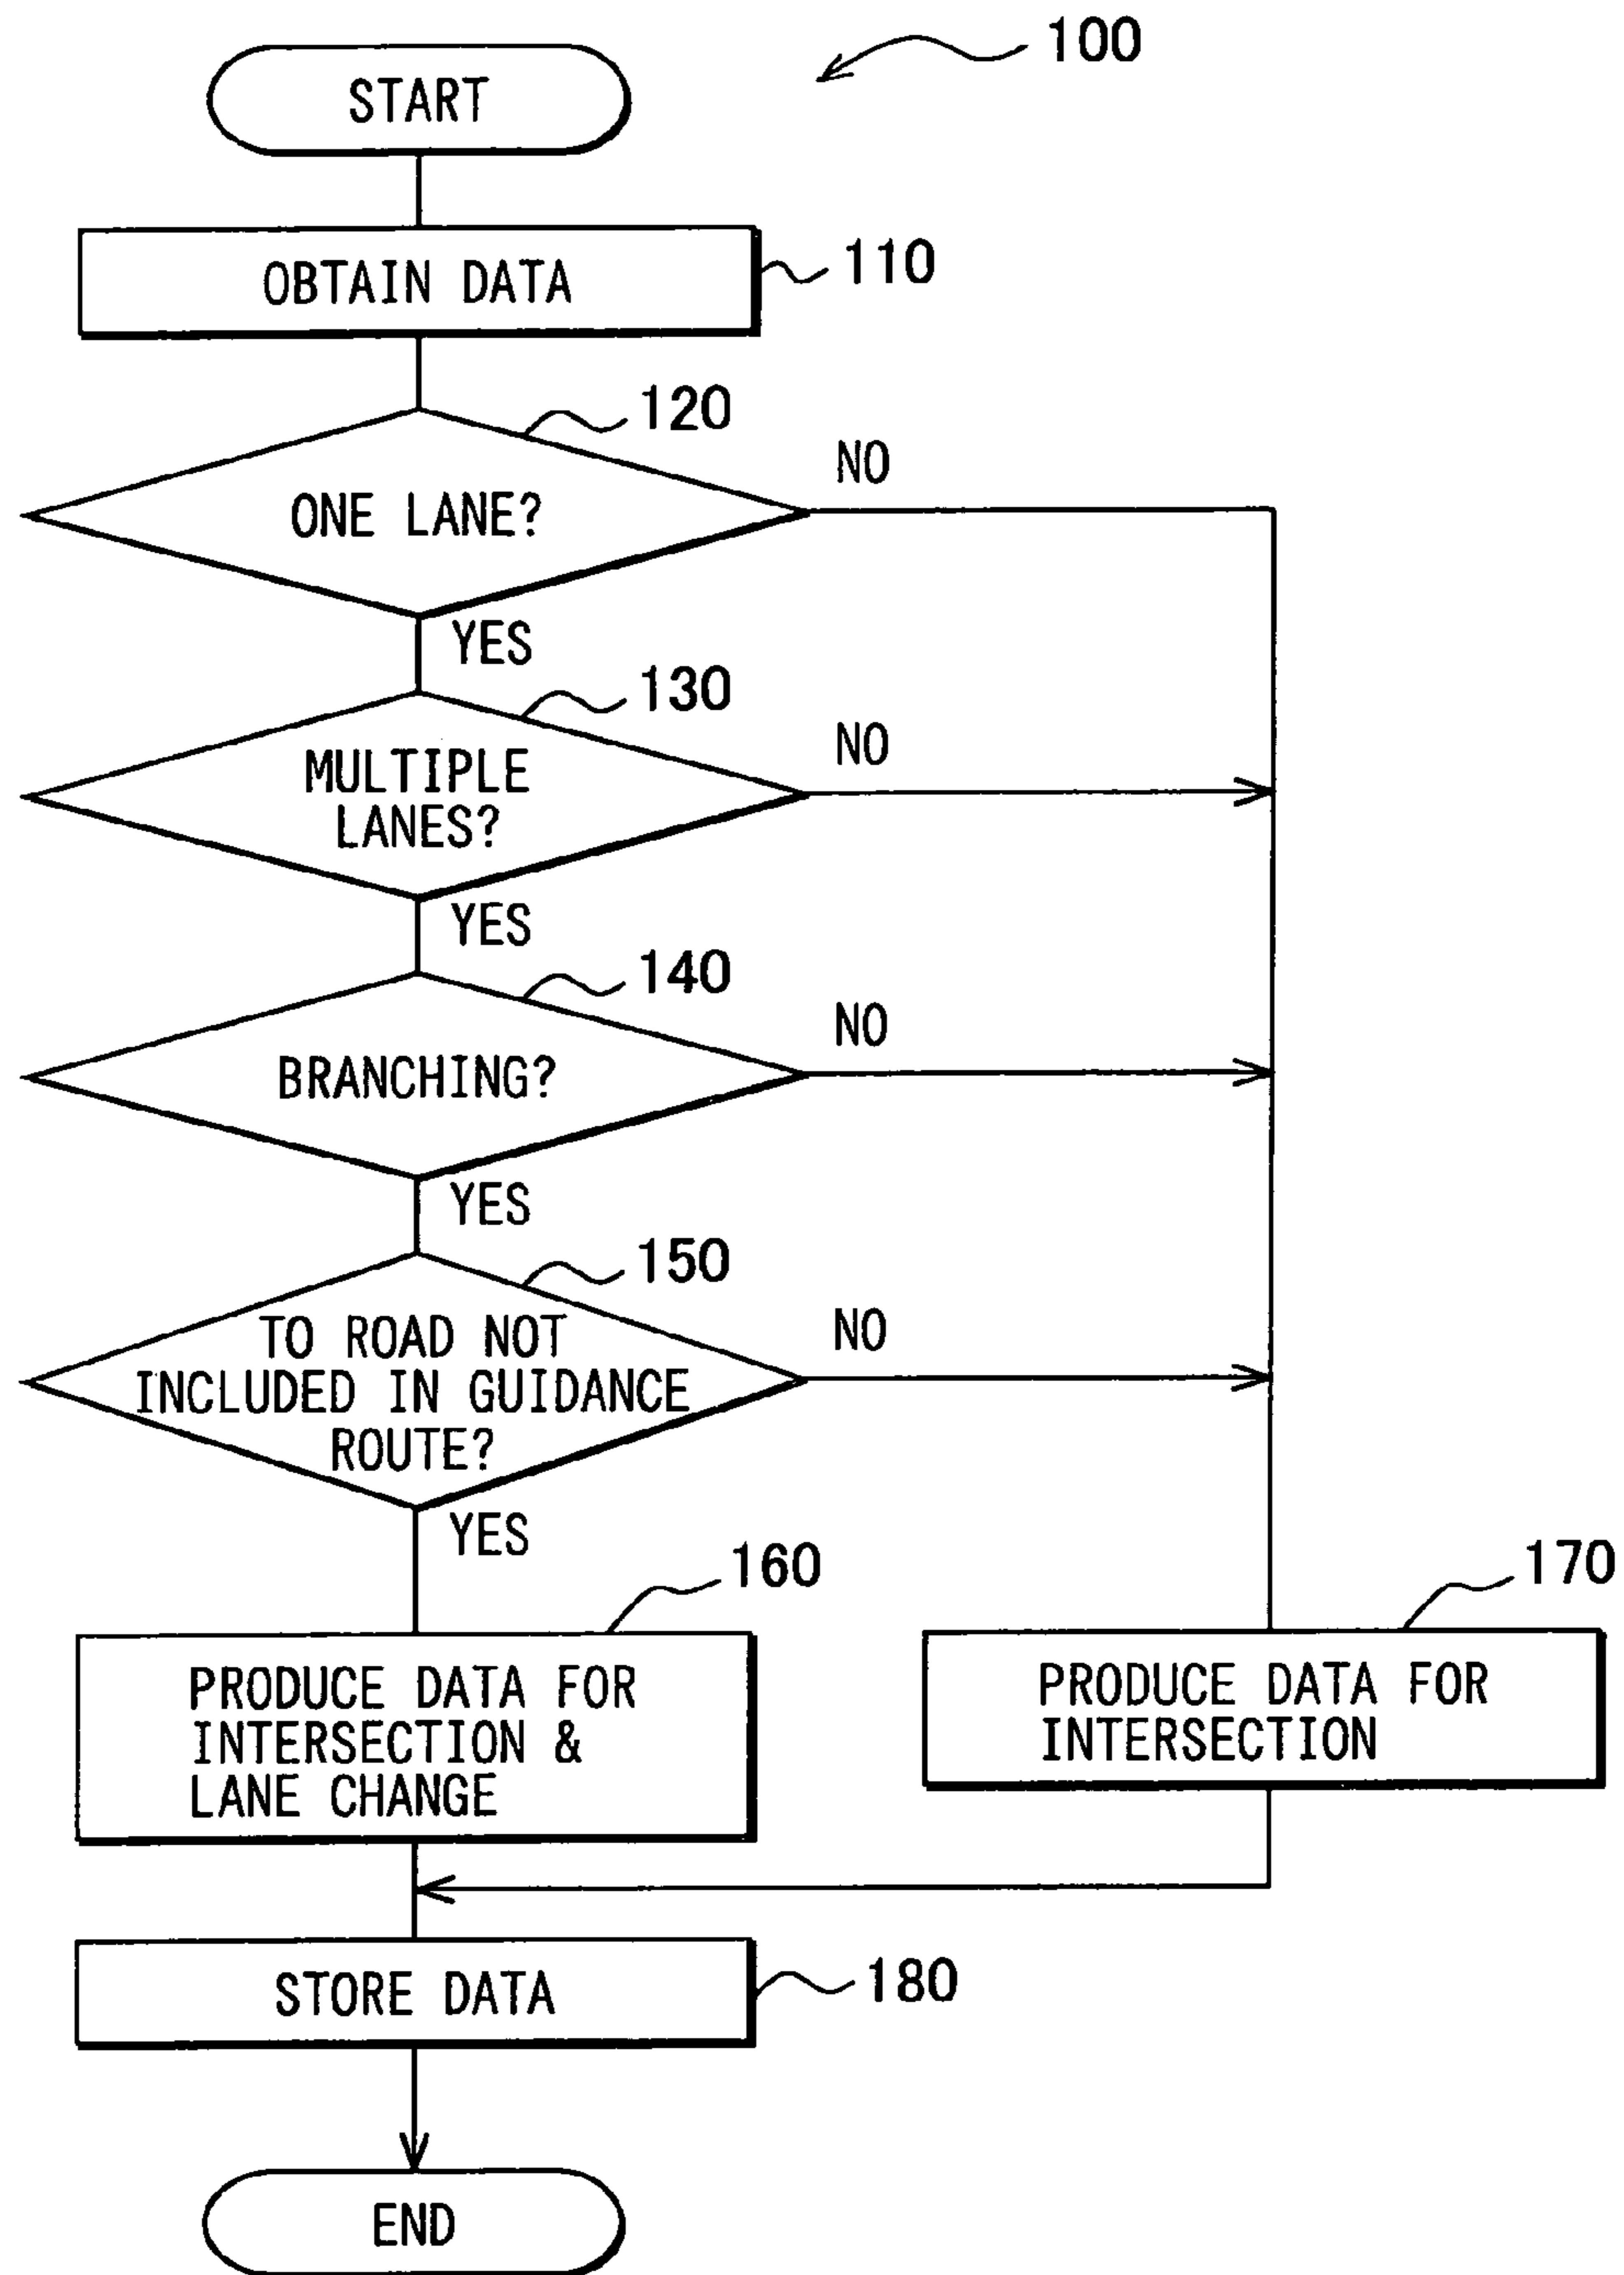 100
START
OBTAIN DATA
110
120
ONE LANE?
NO
YES
130
MULTIPLE
LANES?
NO
YES
140
BRANCHING?
NO
YES
150
TO ROAD NOT
INCLUDED IN GUIDANCE
ROUTE?
NO
YES
160
PRODUCE DATA FOR
INTERSECTION &
LANE CHANGE
170
PRODUCE DATA FOR
INTERSECTION
STORE DATA
180
END